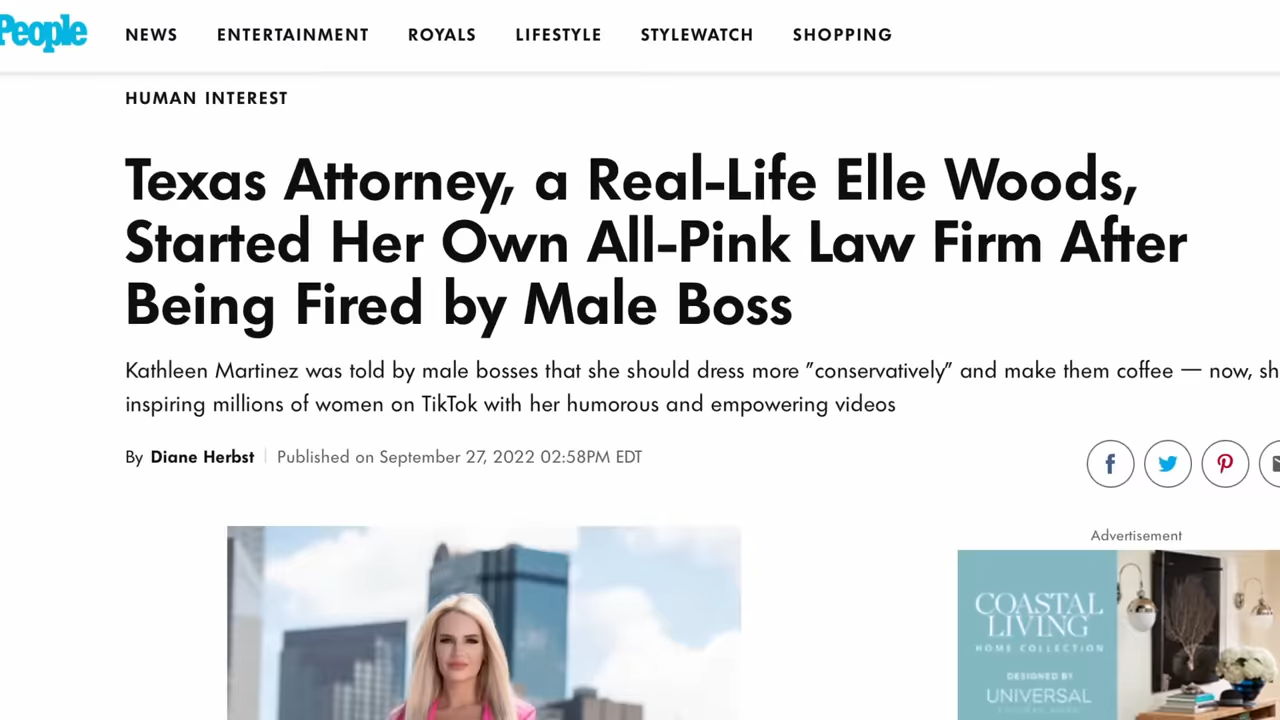 People
NEWS ENTERTAINMENT ROYALS LIFESTYLE STYLEWATCH SHOPPING
HUMAN INTEREST
Texas Attorney, a Real-Life Elle Woods,
Started Her Own All-Pink Law Firm After
Being Fired by Male Boss
Kathleen Martinez was told by male bosses that she should dress more "conservatively" and make them coffee — now, sh
inspiring millions of women on TikTok with her humorous and empowering videos
By Diane Herbst Published on September 27, 2022 02:58PM EDT
Advertisement
COASTAL
LIVING
HOME COLLECTION
DESIGNED BY
UNIVERSAL